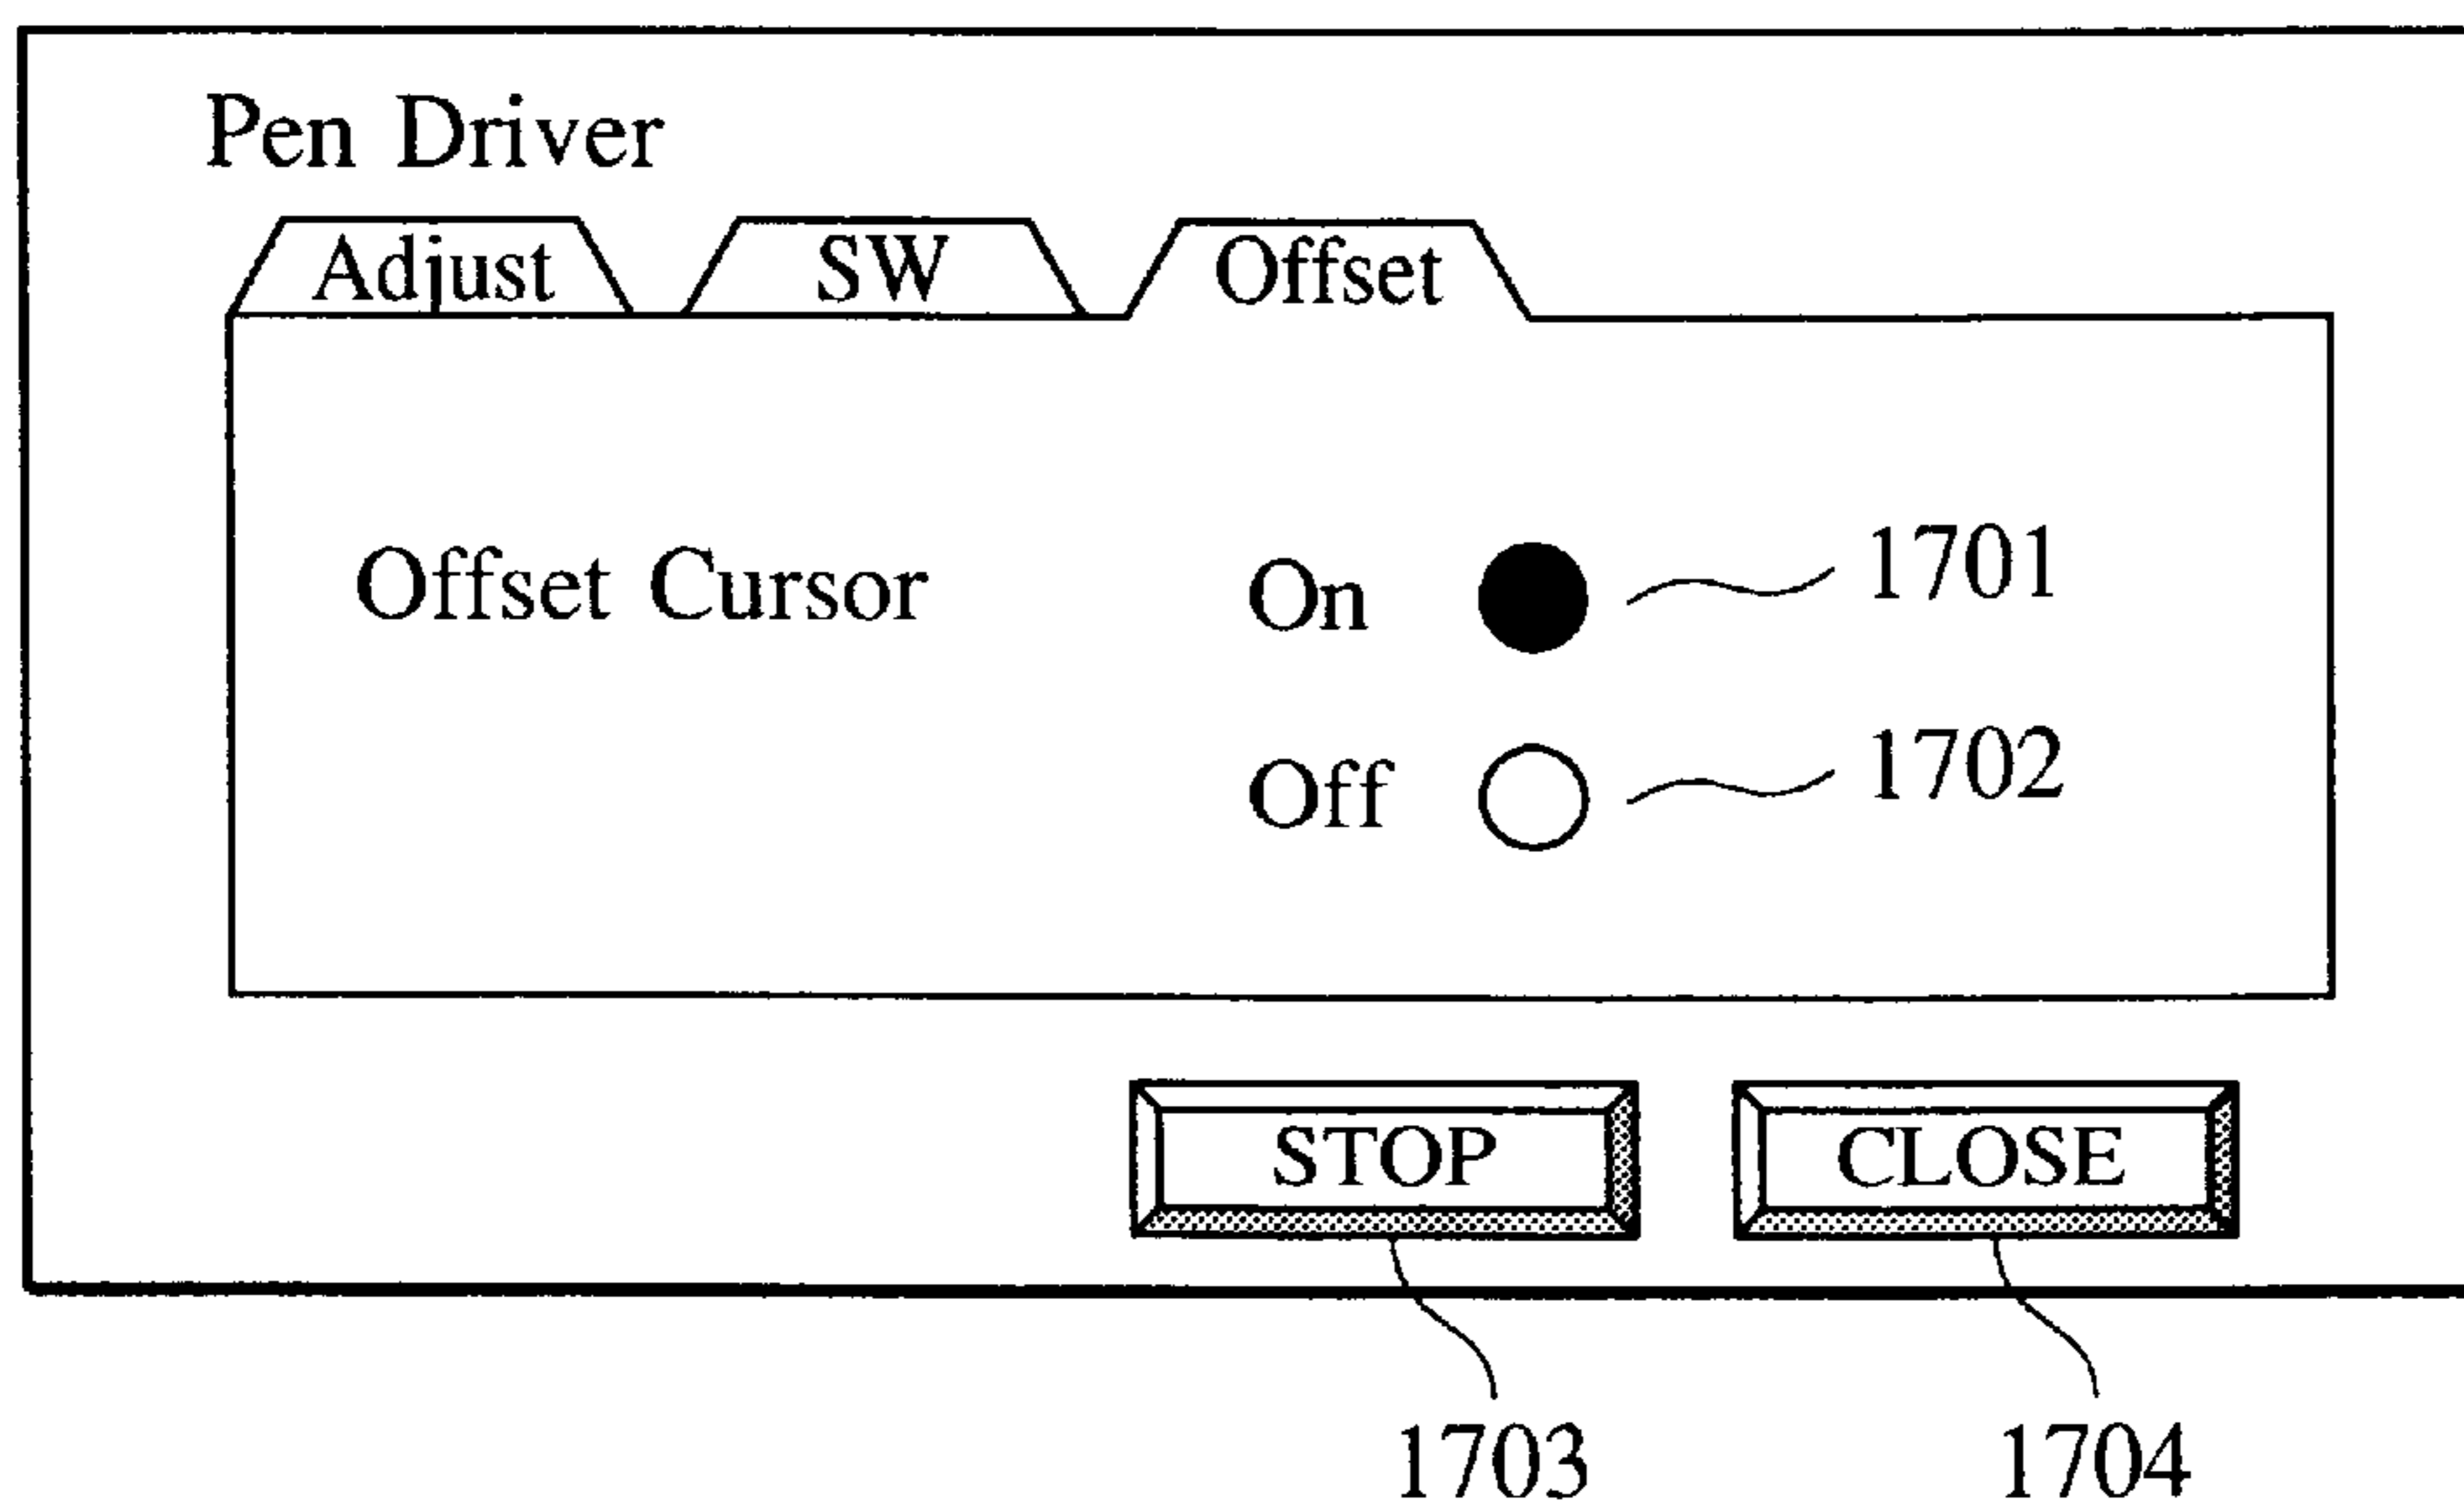 Pen Driver
Adjust SW Offset
Offset Cursor On 1701
Off 1702
STOP CLOSE
1703 1704